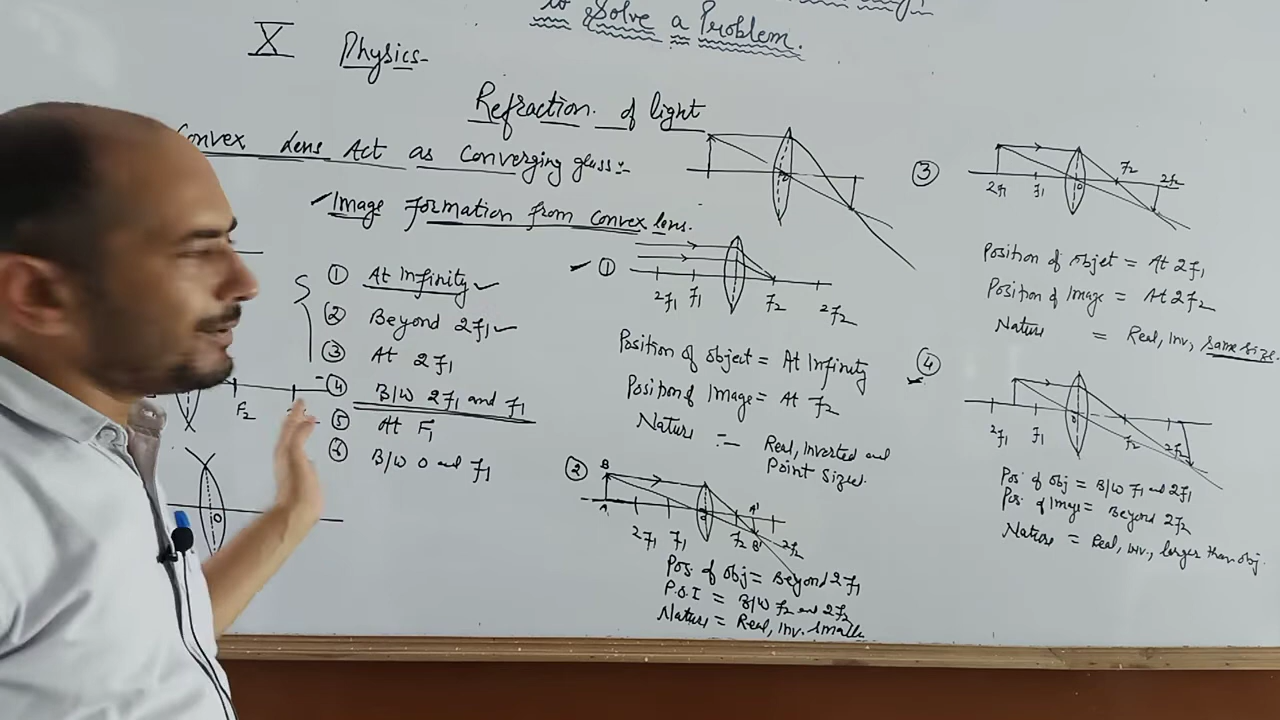 to Solve a Problem.
X Physics-
Refraction of light
Convex Lens Act as Converging glass:-
Image formation from convex lens.
① At Infinity ✓
② Beyond 2F1 ✓
③ At 2F1
④ B/W 2F1 and F1
⑤ At F1
⑥ B/W O and F1
F2
O
①
2F1 F1 F2 2F2
Position of object = At Infinity
Position of Image = At F2
Nature :- Real, Inverted and
Point sized.
②
B
A O A'
2F1 F1 F2 B' 2F2
Pos. of obj = Beyond 2F1
P.O.I = B/W F2 and 2F2
Nature = Real, Inv. Smaller
③
2F1 F1 O F2 2F2
Position of objet = At 2F1
Position of Image = At 2F2
Nature = Real, Inv, same size.
④
2F1 F1 O F2 2F2
Pos. of obj = B/W F1 and 2F1
Pos. of Image = Beyond 2F2
Nature = Real, Inv, larger than obj.